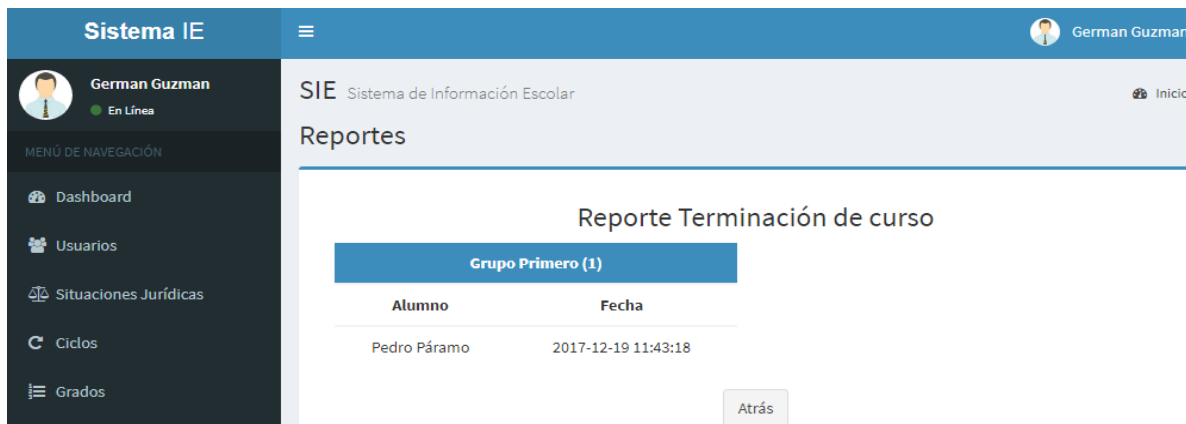 Sistema IE
German Guzman
German Guzman
En Línea
SIE Sistema de Información Escolar
Inicio
Reportes
MENÚ DE NAVEGACIÓN
Dashboard
Usuarios
Situaciones Jurídicas
Ciclos
Grados
Reporte Terminación de curso
Grupo Primero (1)
Alumno Fecha
Pedro Páramo 2017-12-19 11:43:18
Atrás